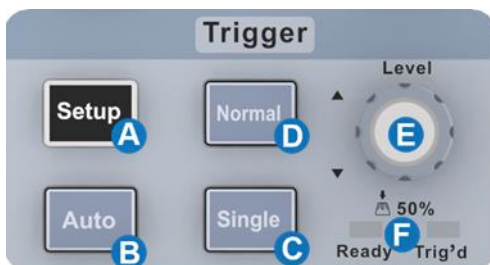 Trigger
Level
Setup A
Normal D
E
Auto B
Single C
50%
F
Ready Trig'd